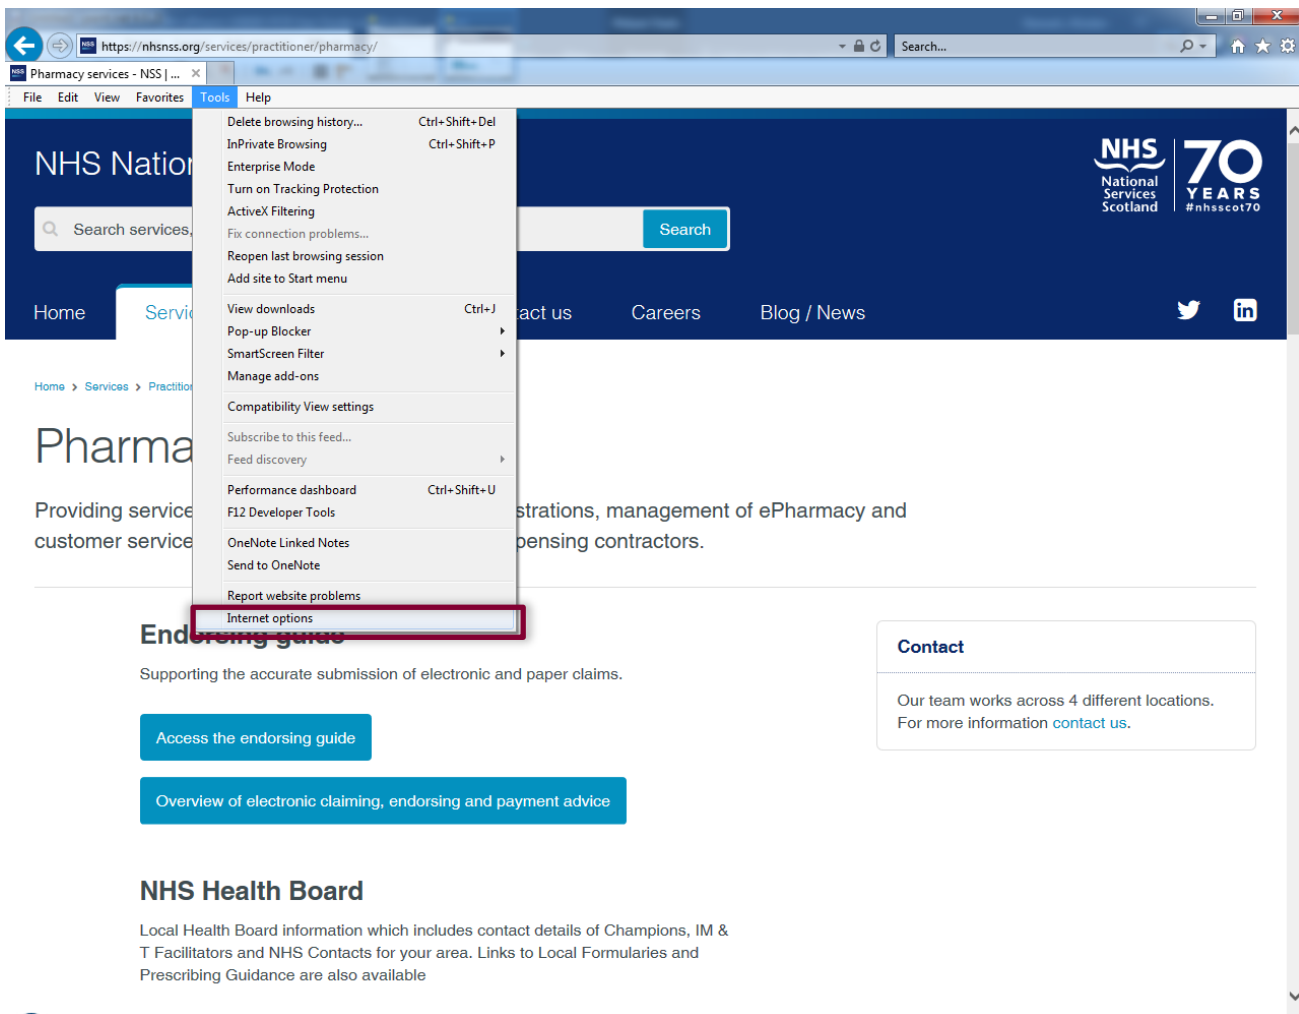 https://nhsnss.org/services/practitioner/pharmacy/
Search...
NSS Pharmacy services - NSS | ...
File Edit View Favorites Tools Help
Delete browsing history... Ctrl+Shift+Del
InPrivate Browsing Ctrl+Shift+P
Enterprise Mode
Turn on Tracking Protection
ActiveX Filtering
Fix connection problems...
Reopen last browsing session
Add site to Start menu
View downloads Ctrl+J
Pop-up Blocker
SmartScreen Filter
Manage add-ons
Compatibility View settings
Subscribe to this feed...
Feed discovery
Performance dashboard Ctrl+Shift+U
F12 Developer Tools
OneNote Linked Notes
Send to OneNote
Report website problems
Internet options
NHS Nation
NHS
National
Services
Scotland
70
YEARS
#nhsscot70
Search services,
Search
Home Servic tact us Careers Blog / News
in
Home > Services > Practition
Pharma
Providing service strations, management of ePharmacy and
customer service pensing contractors.
Endorsing guide
Supporting the accurate submission of electronic and paper claims.
Access the endorsing guide
Overview of electronic claiming, endorsing and payment advice
Contact
Our team works across 4 different locations.
For more information contact us.
NHS Health Board
Local Health Board information which includes contact details of Champions, IM &
T Facilitators and NHS Contacts for your area. Links to Local Formularies and
Prescribing Guidance are also available